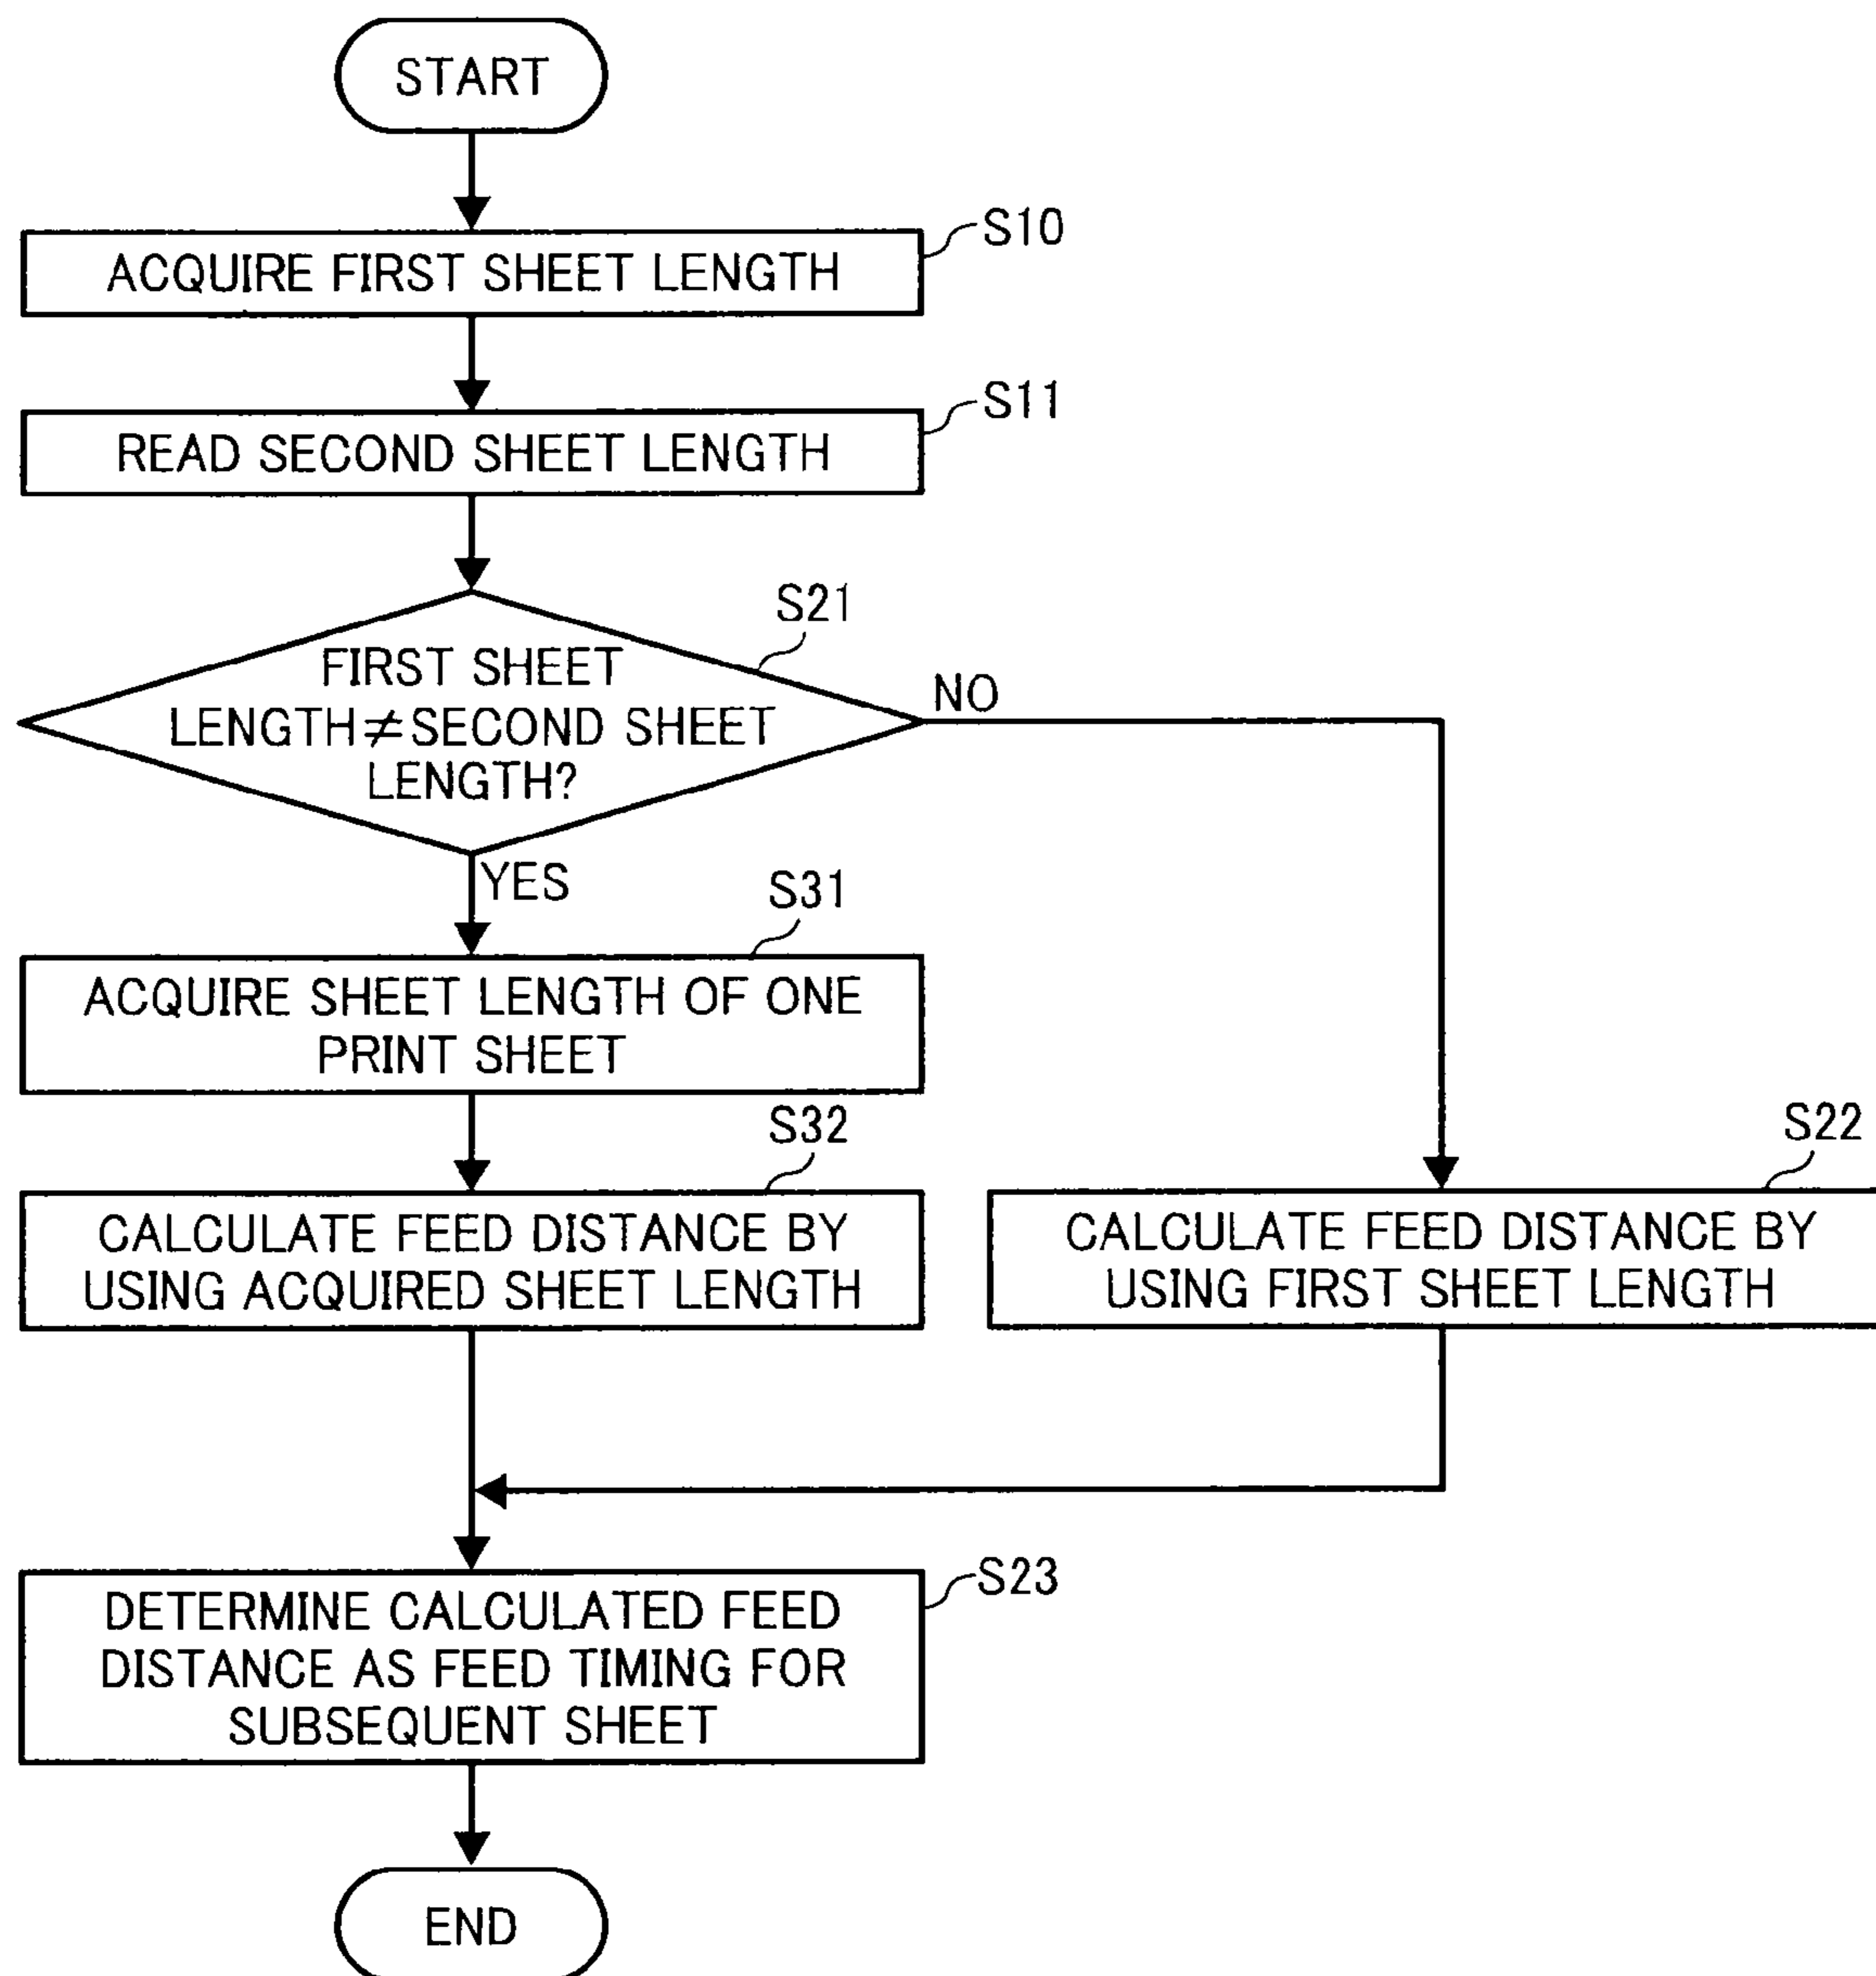 START
S10
ACQUIRE FIRST SHEET LENGTH
S11
READ SECOND SHEET LENGTH
S21
FIRST SHEET
LENGTH≠SECOND SHEET
LENGTH?
NO
YES
S31
ACQUIRE SHEET LENGTH OF ONE
PRINT SHEET
S32
CALCULATE FEED DISTANCE BY
USING ACQUIRED SHEET LENGTH
S22
CALCULATE FEED DISTANCE BY
USING FIRST SHEET LENGTH
S23
DETERMINE CALCULATED FEED
DISTANCE AS FEED TIMING FOR
SUBSEQUENT SHEET
END